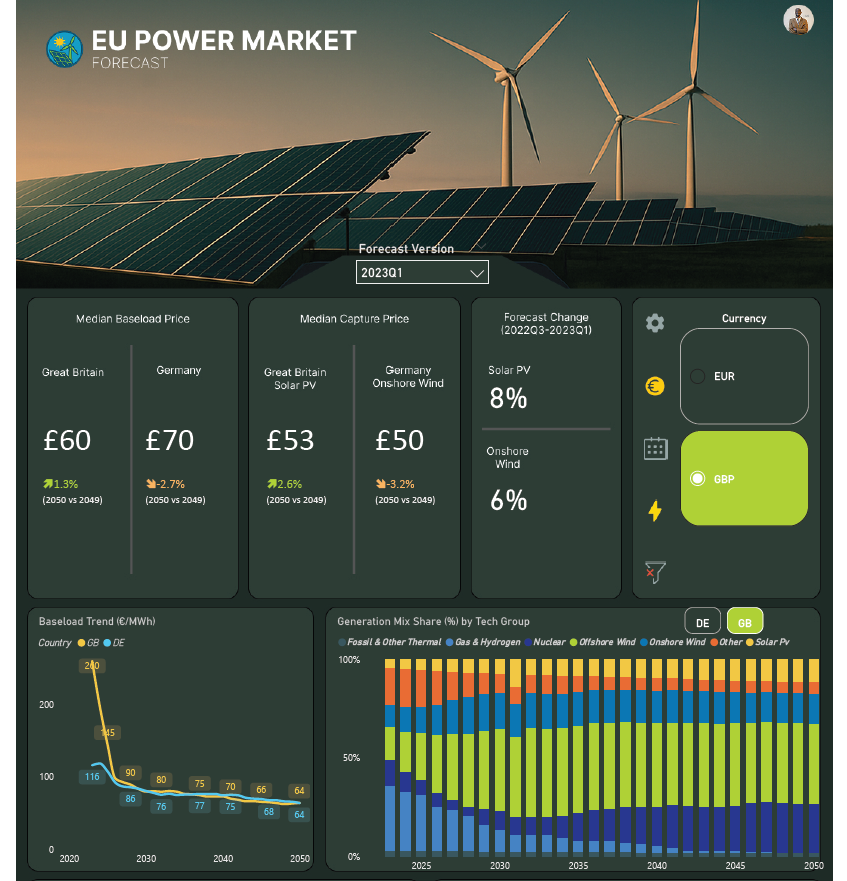 EU POWER MARKET
FORECAST
Forecast Version
2023Q1
Median Baseload Price
Great Britain
£60
1.3%
(2050 vs 2049)
Germany
£70
-2.7%
(2050 vs 2049)
Median Capture Price
Great Britain
Solar PV
£53
2.6%
(2050 vs 2049)
Germany
Onshore Wind
£50
-3.2%
(2050 vs 2049)
Forecast Change
(2022Q3-2023Q1)
Solar PV
8%
Onshore
Wind
6%
Currency
EUR
GBP
Baseload Trend (€/MWh)
Country GB DE
200
100
0
260
145
116
90
86
80
76
75
77
70
75
66
68
64
64
2020 2030 2040 2050
Generation Mix Share (%) by Tech Group
DE GB
Fossil & Other Thermal Gas & Hydrogen Nuclear Offshore Wind Onshore Wind Other Solar Pv
100%
50%
0%
2025 2030 2035 2040 2045 2050